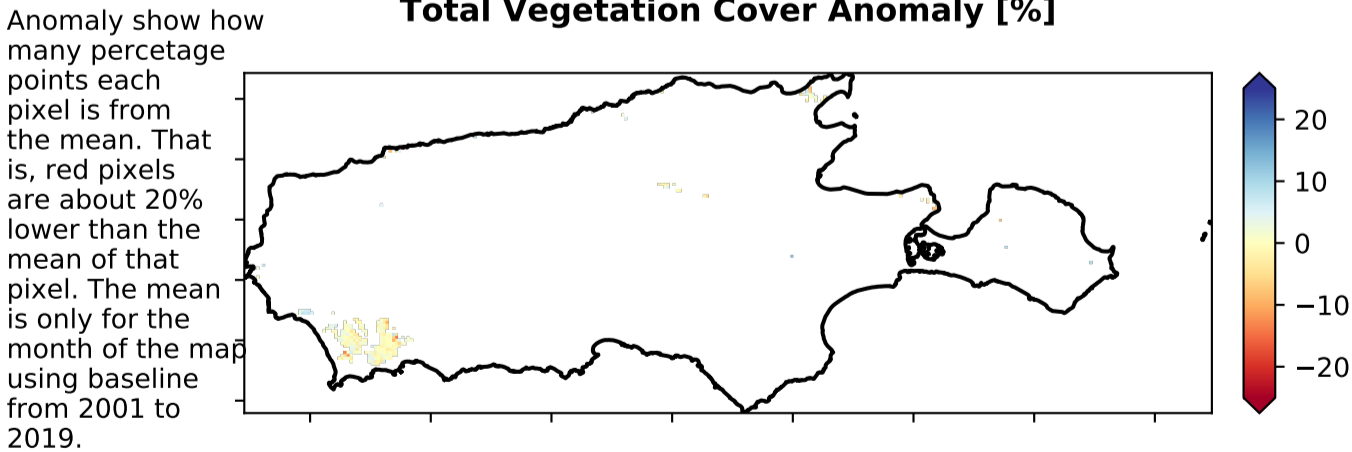 Total Vegetation Cover Anomaly [%]
Anomaly show how
many percetage
points each
pixel is from
the mean. That
is, red pixels
are about 20%
lower than the
mean of that
pixel. The mean
is only for the
month of the map
using baseline
from 2001 to
2019.
20
10
0
−10
−20